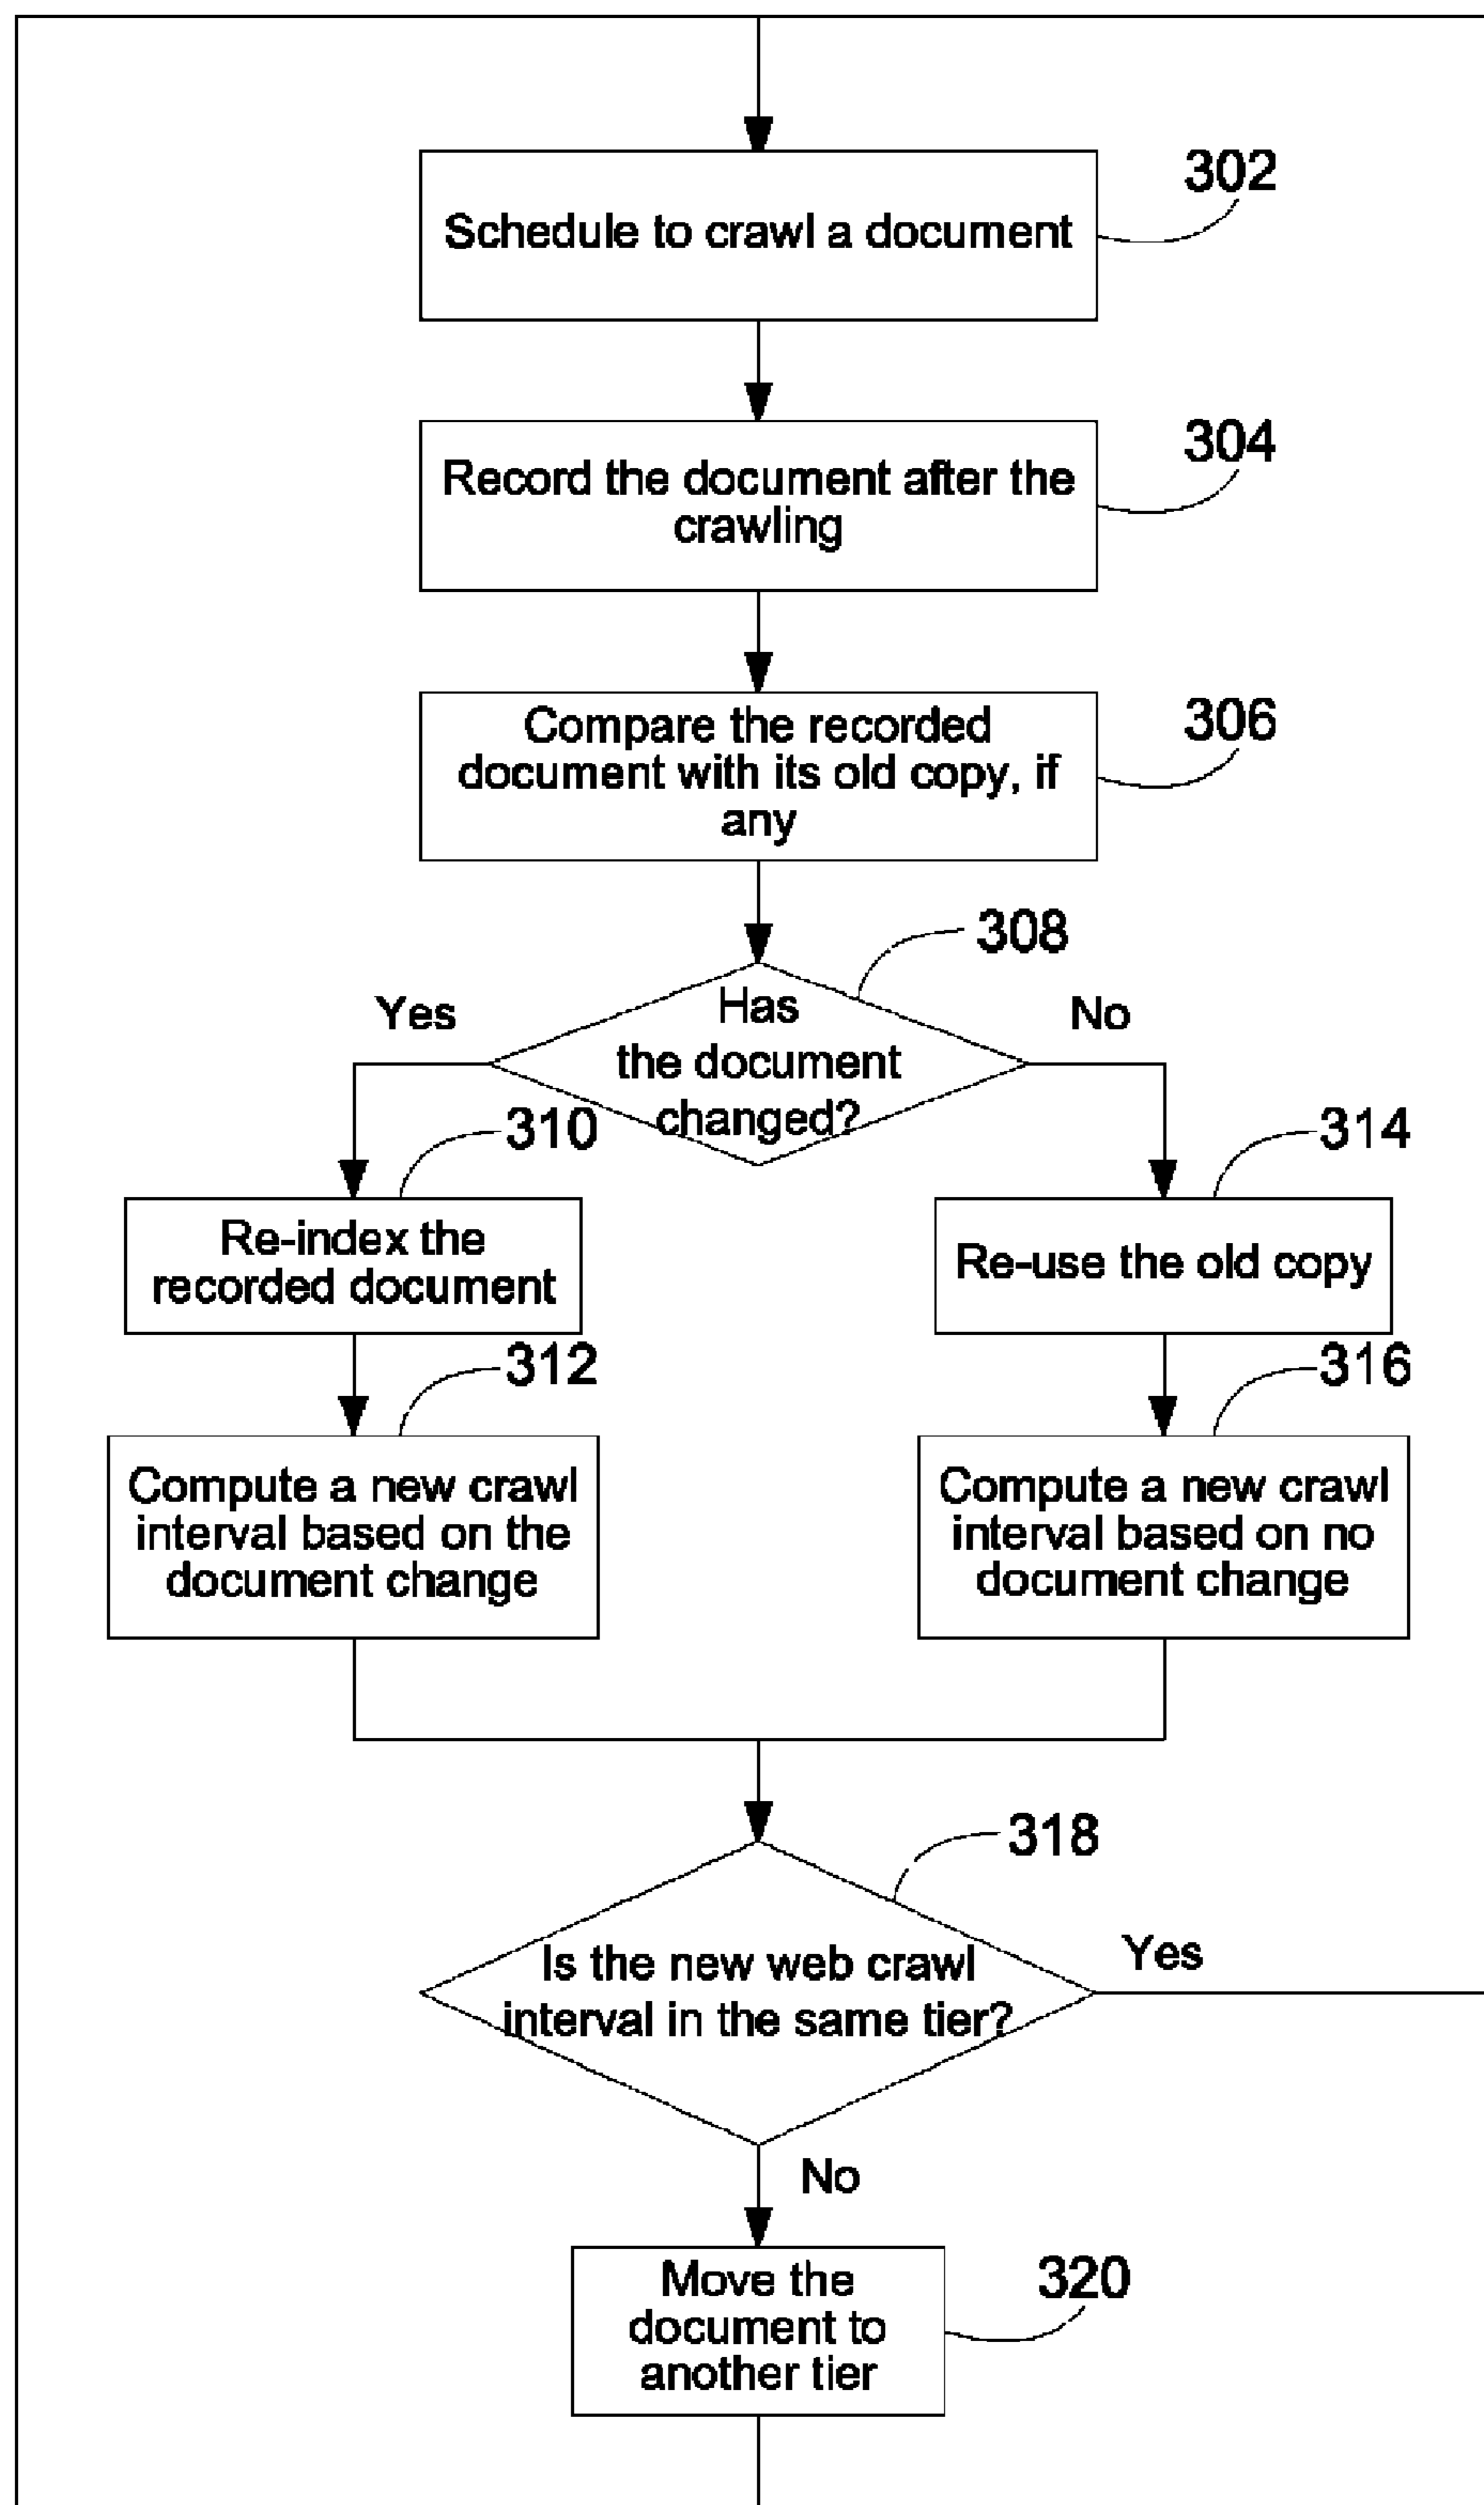 302
Schedule to crawl a document
304
Record the document after the
crawling
306
Compare the recorded
document with its old copy, if
any
308
Yes
No
Has
the document
changed?
310
314
Re-index the
recorded document
Re-use the old copy
312
316
Compute a new crawl
interval based on the
document change
Compute a new crawl
interval based on no
document change
318
Is the new web crawl
interval in the same tier?
Yes
No
320
Move the
document to
another tier